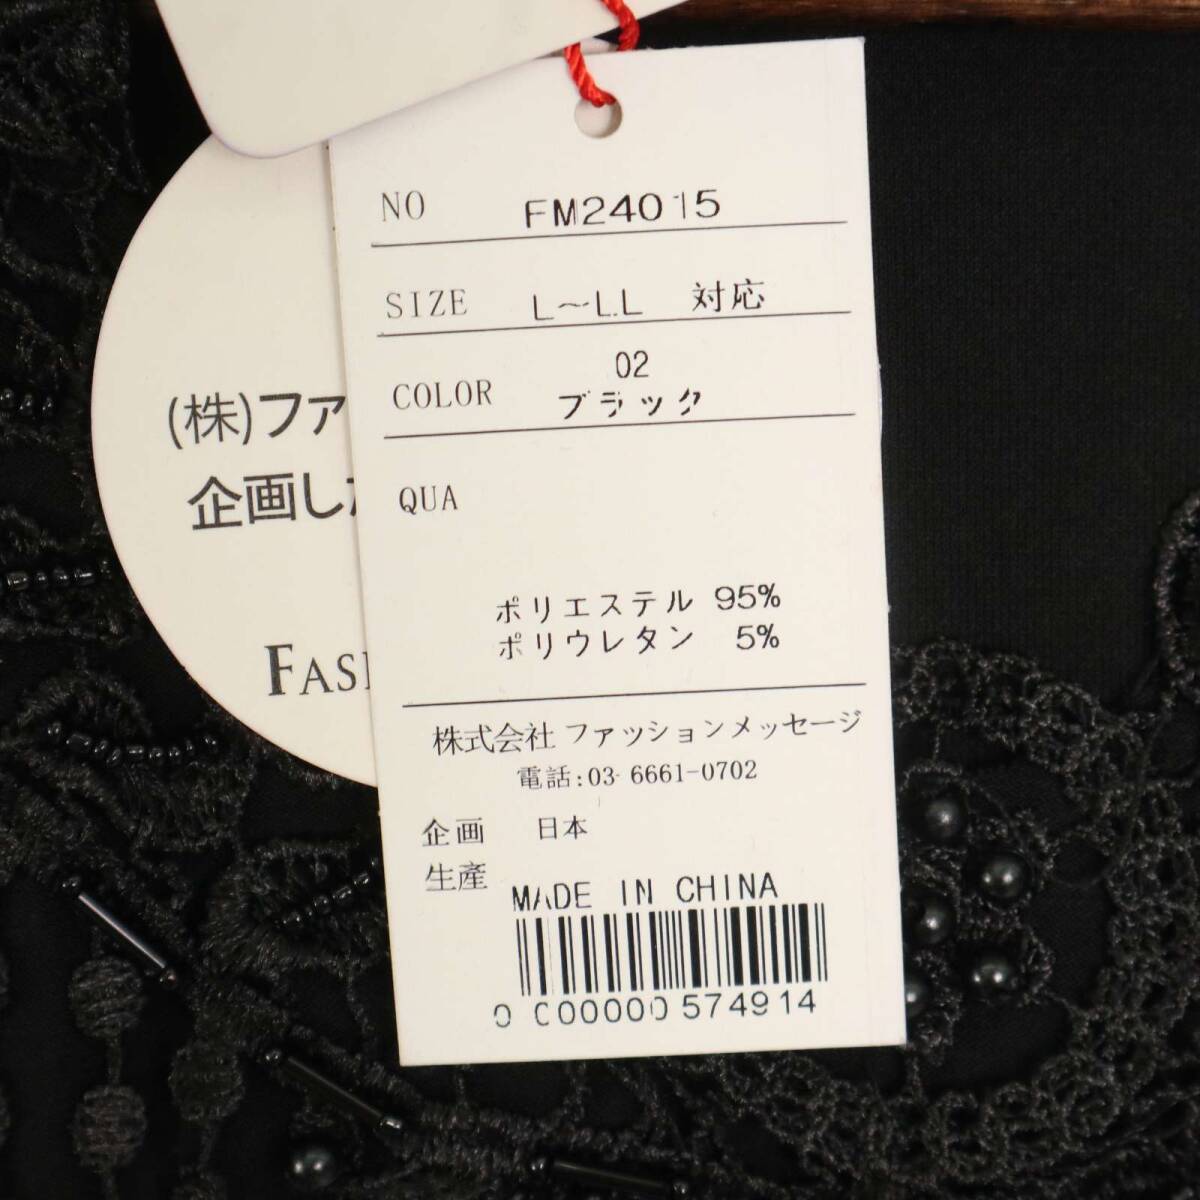 (株)ファ
企画し
FASH
NO FM24015
SIZE L〜LL 対応
COLOR 02
ブラック
QUA
ポリエステル 95%
ポリウレタン 5%
株式会社 ファッションメッセージ
電話:03-6661-0702
企画 日本
生産
MADE IN CHINA
0 000000 574914